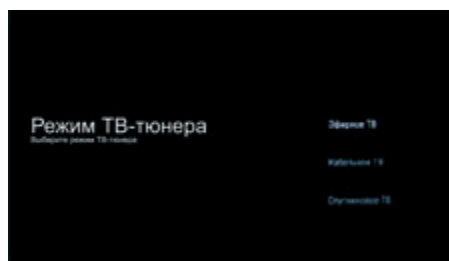 Режим ТВ-тюнера
Выберите режим ТВ-тюнера
Эфирное ТВ
Кабельное ТВ
Спутниковое ТВ